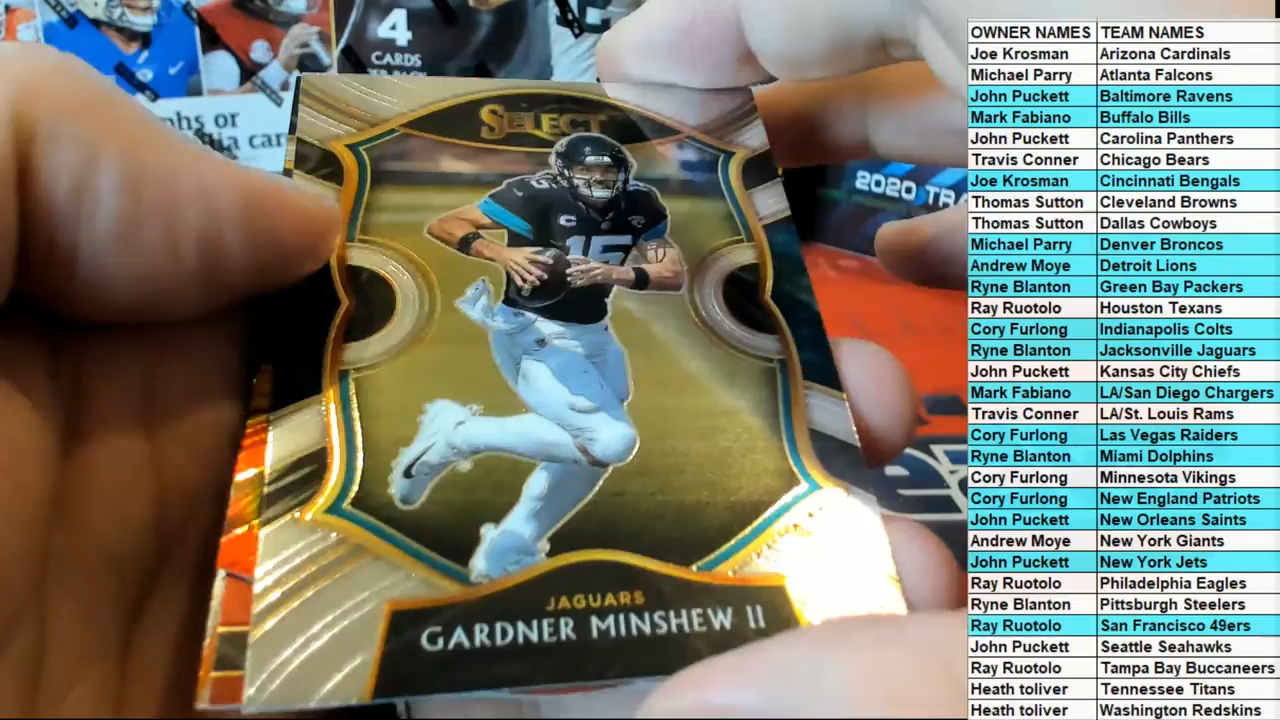 4
CARDS
PER PACK
phs or
ia car
2020 TRA
SELECT
C
15
JAGUARS
GARDNER MINSHEW II
OWNER NAMES TEAM NAMES
Joe Krosman Arizona Cardinals
Michael Parry Atlanta Falcons
John Puckett Baltimore Ravens
Mark Fabiano Buffalo Bills
John Puckett Carolina Panthers
Travis Conner Chicago Bears
Joe Krosman Cincinnati Bengals
Thomas Sutton Cleveland Browns
Thomas Sutton Dallas Cowboys
Michael Parry Denver Broncos
Andrew Moye Detroit Lions
Ryne Blanton Green Bay Packers
Ray Ruotolo Houston Texans
Cory Furlong Indianapolis Colts
Ryne Blanton Jacksonville Jaguars
John Puckett Kansas City Chiefs
Mark Fabiano LA/San Diego Chargers
Travis Conner LA/St. Louis Rams
Cory Furlong Las Vegas Raiders
Ryne Blanton Miami Dolphins
Cory Furlong Minnesota Vikings
Cory Furlong New England Patriots
John Puckett New Orleans Saints
Andrew Moye New York Giants
John Puckett New York Jets
Ray Ruotolo Philadelphia Eagles
Ryne Blanton Pittsburgh Steelers
Ray Ruotolo San Francisco 49ers
John Puckett Seattle Seahawks
Ray Ruotolo Tampa Bay Buccaneers
Heath toliver Tennessee Titans
Heath toliver Washington Redskins